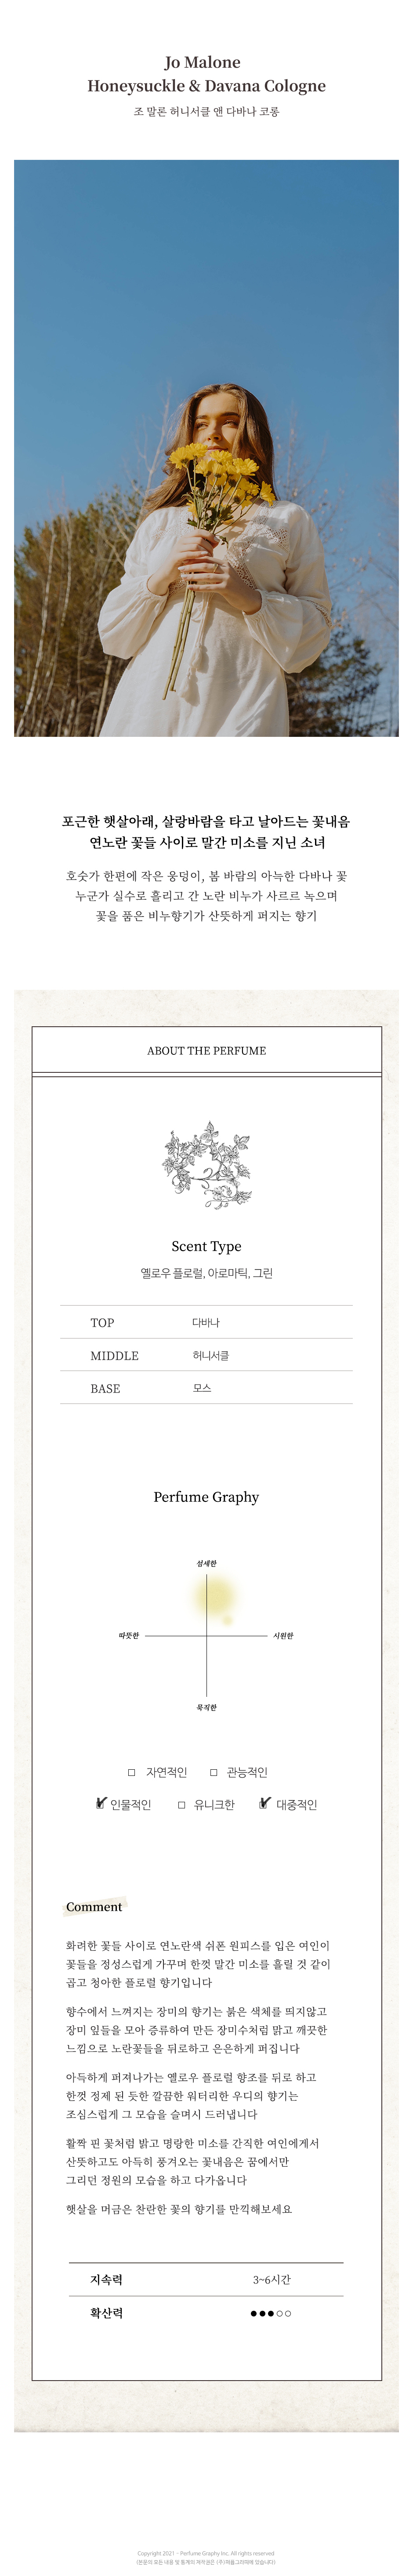 Jo Malone
Honeysuckle & Davana Cologne
조 말론 허니서클 앤 다바나 코롱
포근한 햇살아래, 살랑바람을 타고 날아드는 꽃내음
연노란 꽃들 사이로 말간 미소를 지닌 소녀
호숫가 한편에 작은 웅덩이, 봄 바람의 아늑한 다바나 꽃
누군가 실수로 흘리고 간 노란 비누가 사르르 녹으며
꽃을 품은 비누향기가 산뜻하게 퍼지는 향기
ABOUT THE PERFUME
Scent Type
옐로우 플로럴, 아로마틱, 그린
TOP 다바나
MIDDLE 허니서클
BASE 모스
Perfume Graphy
섬세한
따뜻한 시원한
묵직한
자연적인 관능적인
인물적인 유니크한 대중적인
Comment
화려한 꽃들 사이로 연노란색 쉬폰 원피스를 입은 여인이
꽃들을 정성스럽게 가꾸며 한껏 말간 미소를 흘릴 것 같이
곱고 청아한 플로럴 향기입니다
향수에서 느껴지는 장미의 향기는 붉은 색체를 띄지않고
장미 잎들을 모아 증류하여 만든 장미수처럼 맑고 깨끗한
느낌으로 노란꽃들을 뒤로하고 은은하게 퍼집니다
아득하게 퍼져나가는 옐로우 플로럴 향조를 뒤로 하고
한껏 정제 된 듯한 깔끔한 워터리한 우디의 향기는
조심스럽게 그 모습을 슬며시 드러냅니다
활짝 핀 꽃처럼 밝고 명랑한 미소를 간직한 여인에게서
산뜻하고도 아득히 풍겨오는 꽃내음은 꿈에서만
그리던 정원의 모습을 하고 다가옵니다
햇살을 머금은 찬란한 꽃의 향기를 만끽해보세요
지속력 3~6시간
확산력 ●●●○○
Copyright 2021 - Perfume Graphy Inc. All rights reserved
(본문의 모든 내용 및 통계의 저작권은 (주)퍼퓸그라피에 있습니다)